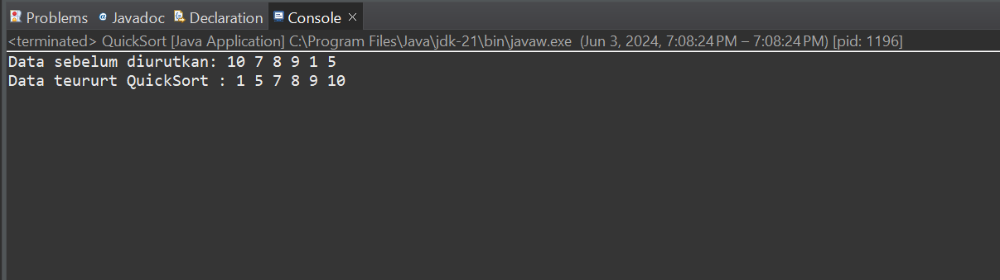 Problems Javadoc Declaration Console
<terminated> QuickSort [Java Application] C:\Program Files\Java\jdk-21\bin\javaw.exe (Jun 3, 2024, 7:08:24 PM – 7:08:24 PM) [pid: 1196]
Data sebelum diurutkan: 10 7 8 9 1 5
Data teururt QuickSort : 1 5 7 8 9 10